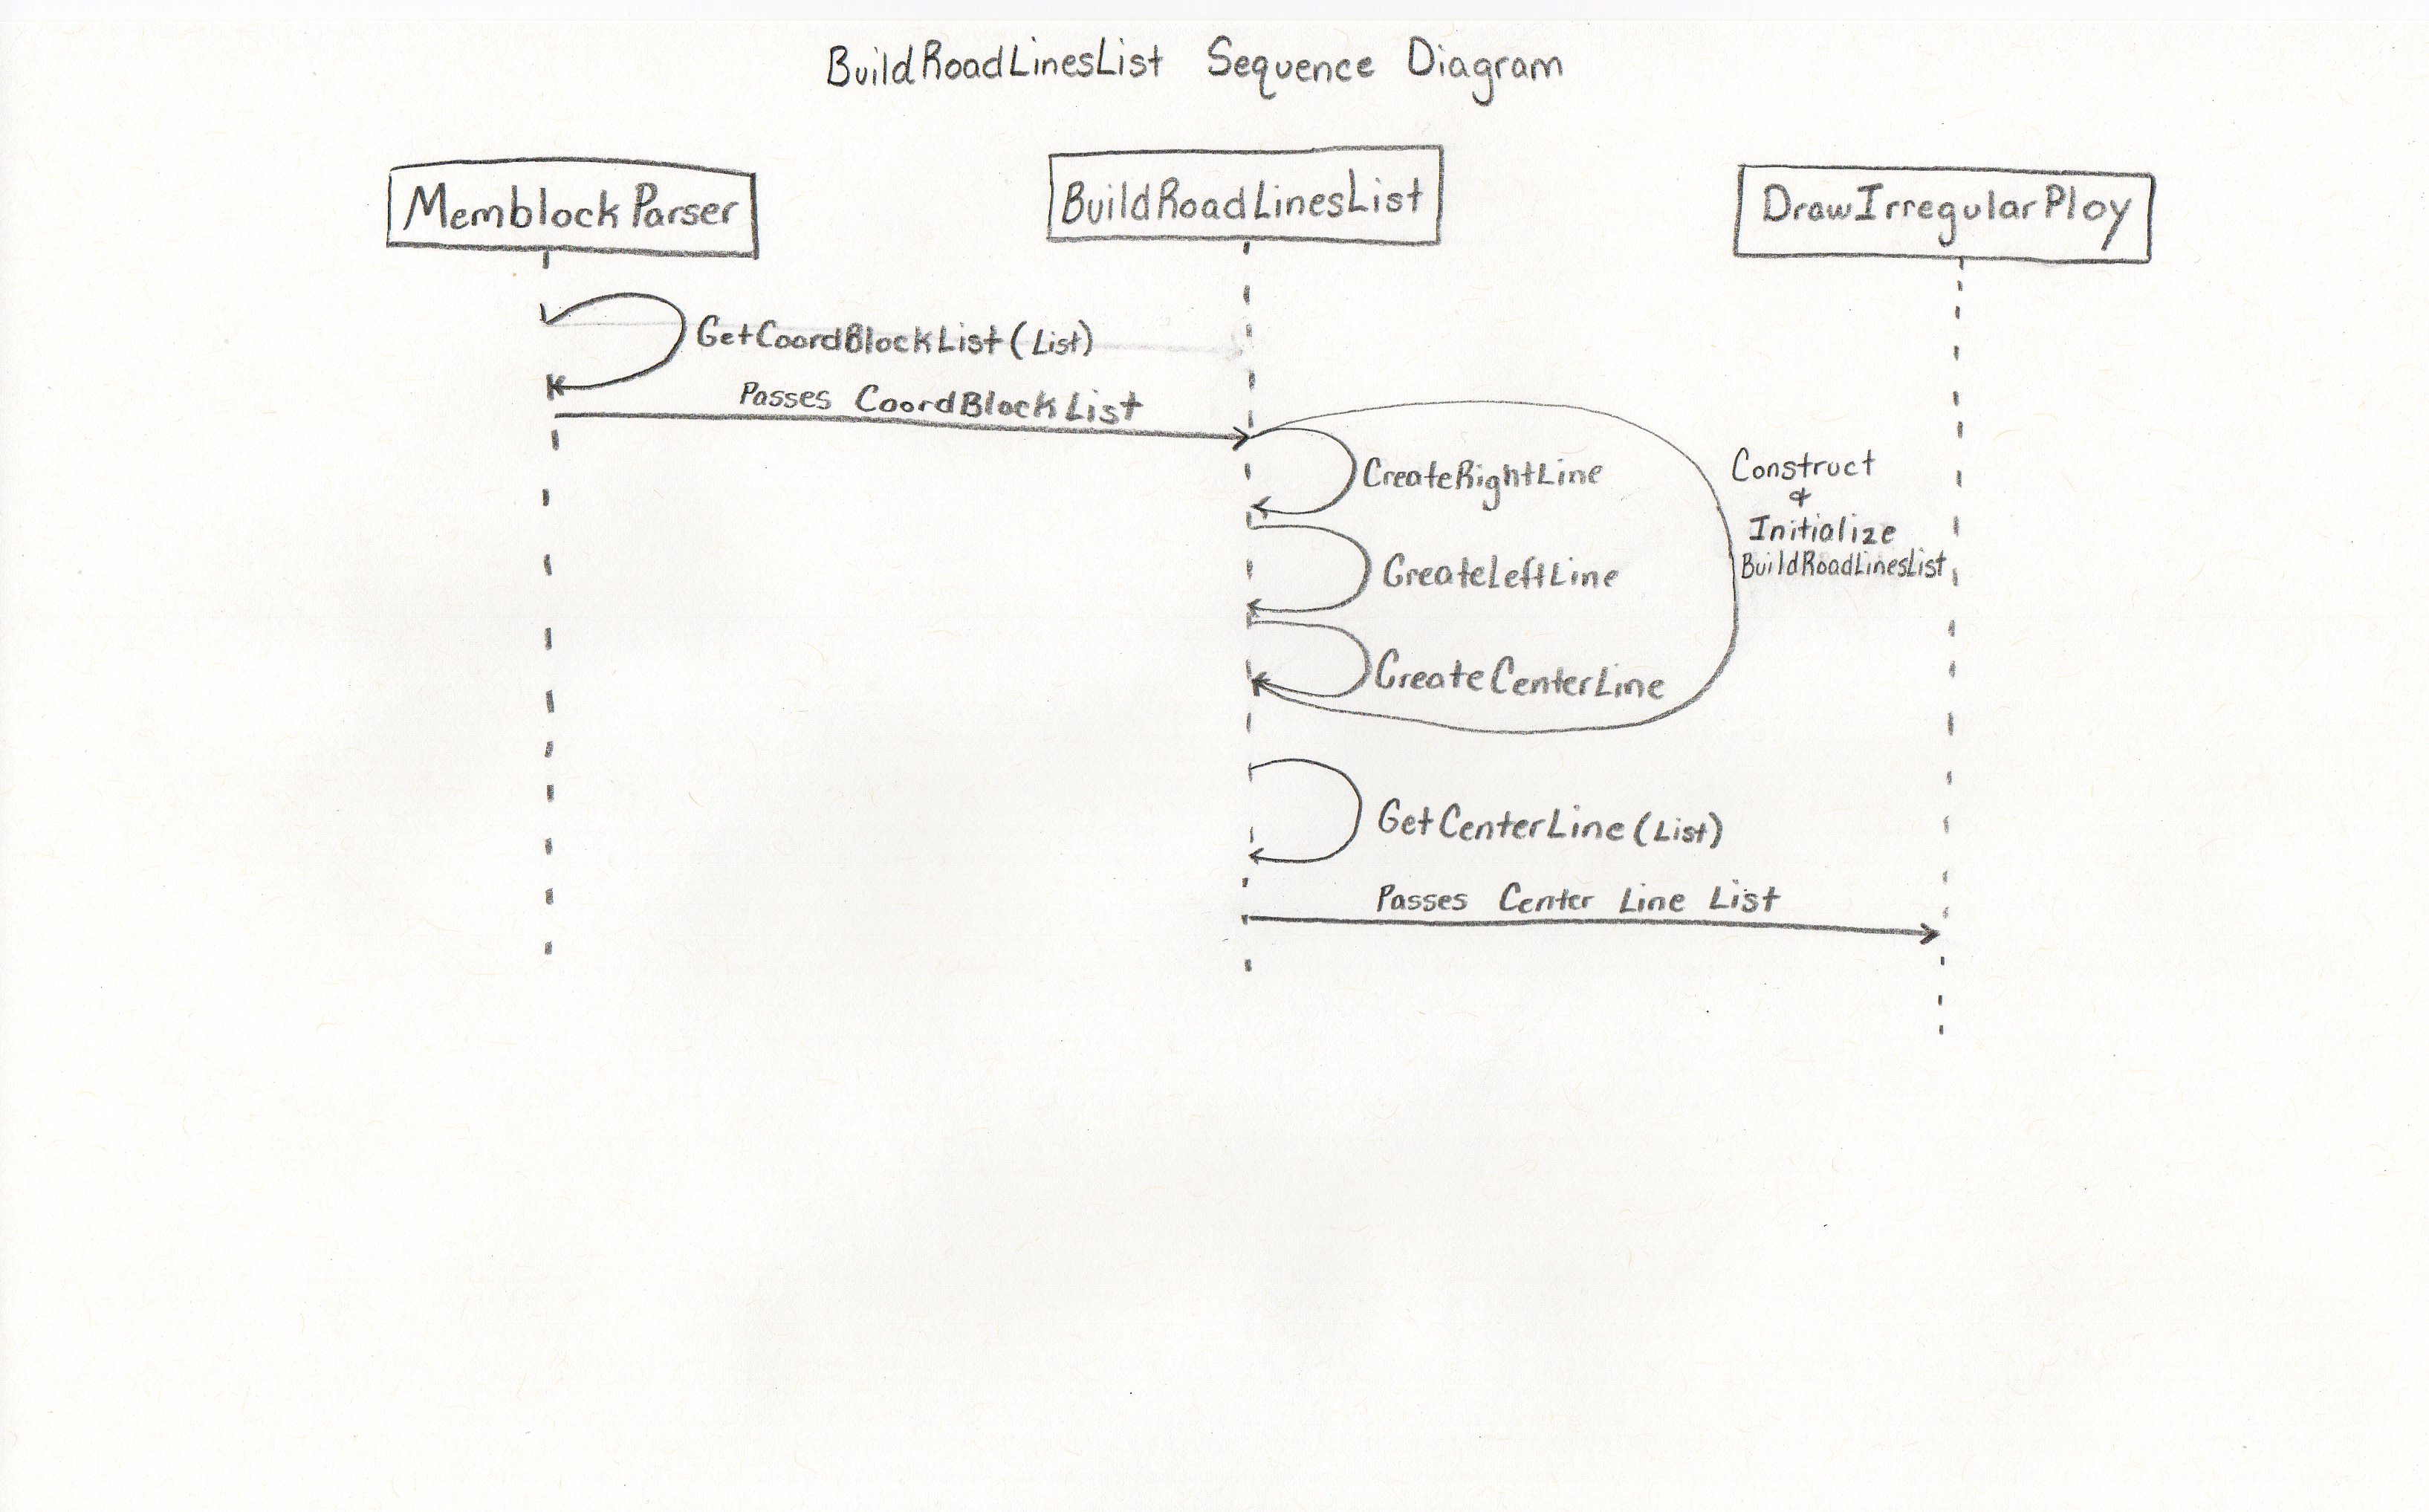 BuildRoadLinesList Sequence Diagram
MemblockParser
BuildRoadLinesList
DrawIrregularPloy
GetCoordBlockList (List)
Passes CoordBlockList
CreateRightLine
Construct
&
Initialize
BuildRoadLinesList
CreateLeftLine
CreateCenterLine
GetCenterLine (List)
Passes Center Line List